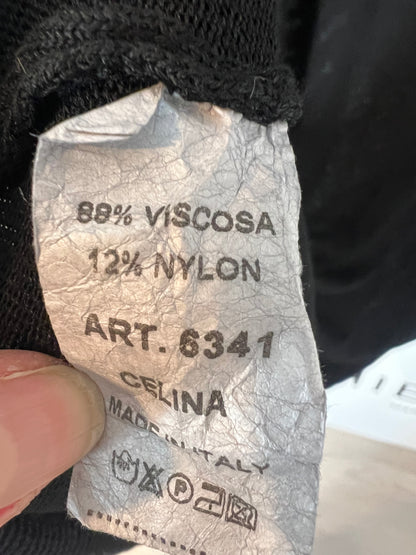 88% VISCOSA
12% NYLON
ART. 6341
CELINA
MADE IN ITALY
P